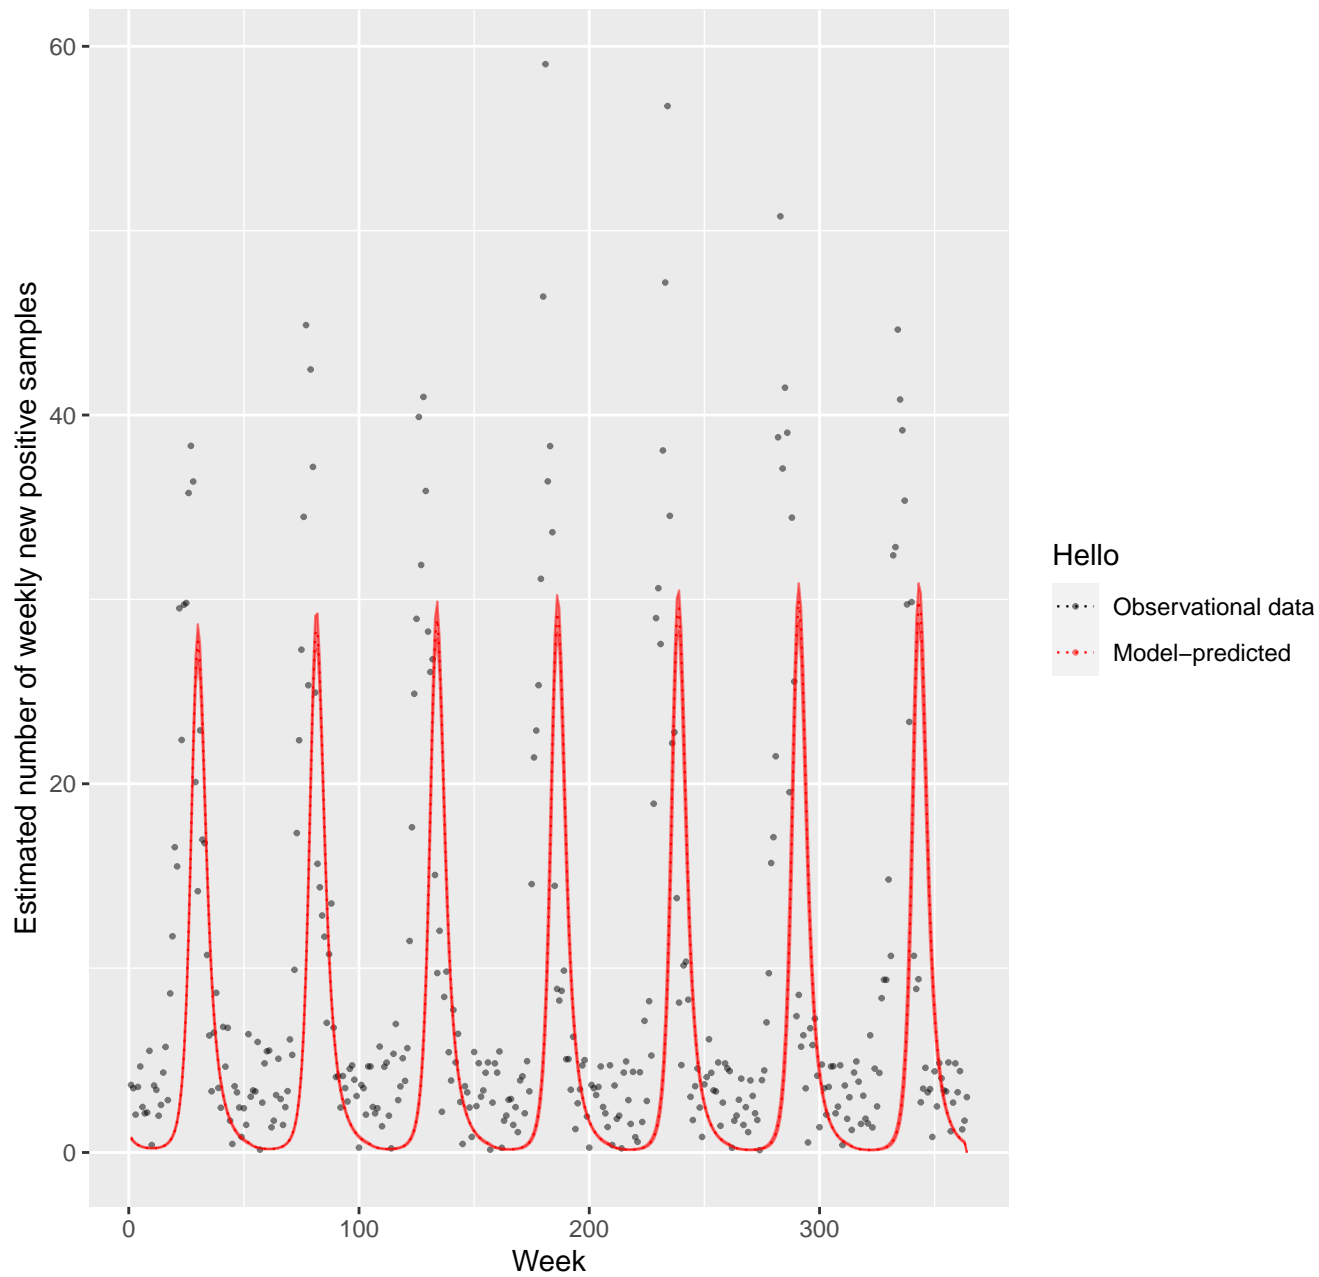 60
40
20
0
Estimated number of weekly new positive samples
0 100 200 300
Week
Hello
Observational data
Model−predicted